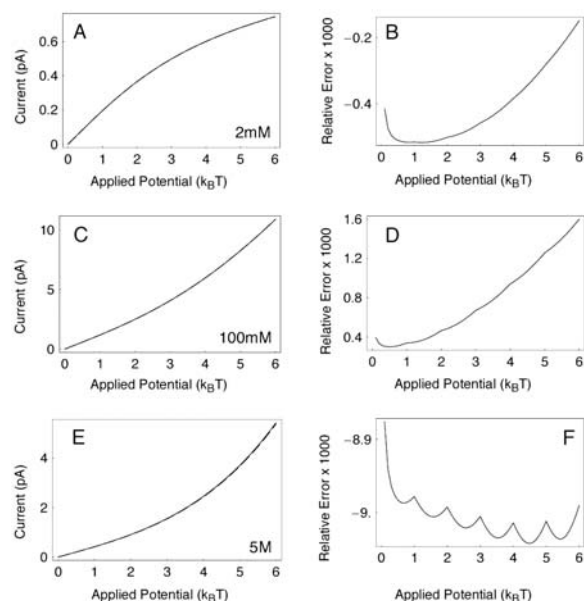 A
Current (pA)
0.6
0.4
0.2
0
0 1 2 3 4 5 6
2mM
Applied Potential (kBT)
B
Relative Error x 1000
-0.2
-0.4
0 1 2 3 4 5 6
Applied Potential (kBT)
C
Current (pA)
10
5
0
0 1 2 3 4 5 6
100mM
Applied Potential (kBT)
D
Relative Error x 1000
1.6
1.2
0.8
0.4
0 1 2 3 4 5 6
Applied Potential (kBT)
E
Current (pA)
4
2
0
0 1 2 3 4 5 6
5M
Applied Potential (kBT)
F
Relative Error x 1000
-8.9
-9.
0 1 2 3 4 5 6
Applied Potential (kBT)